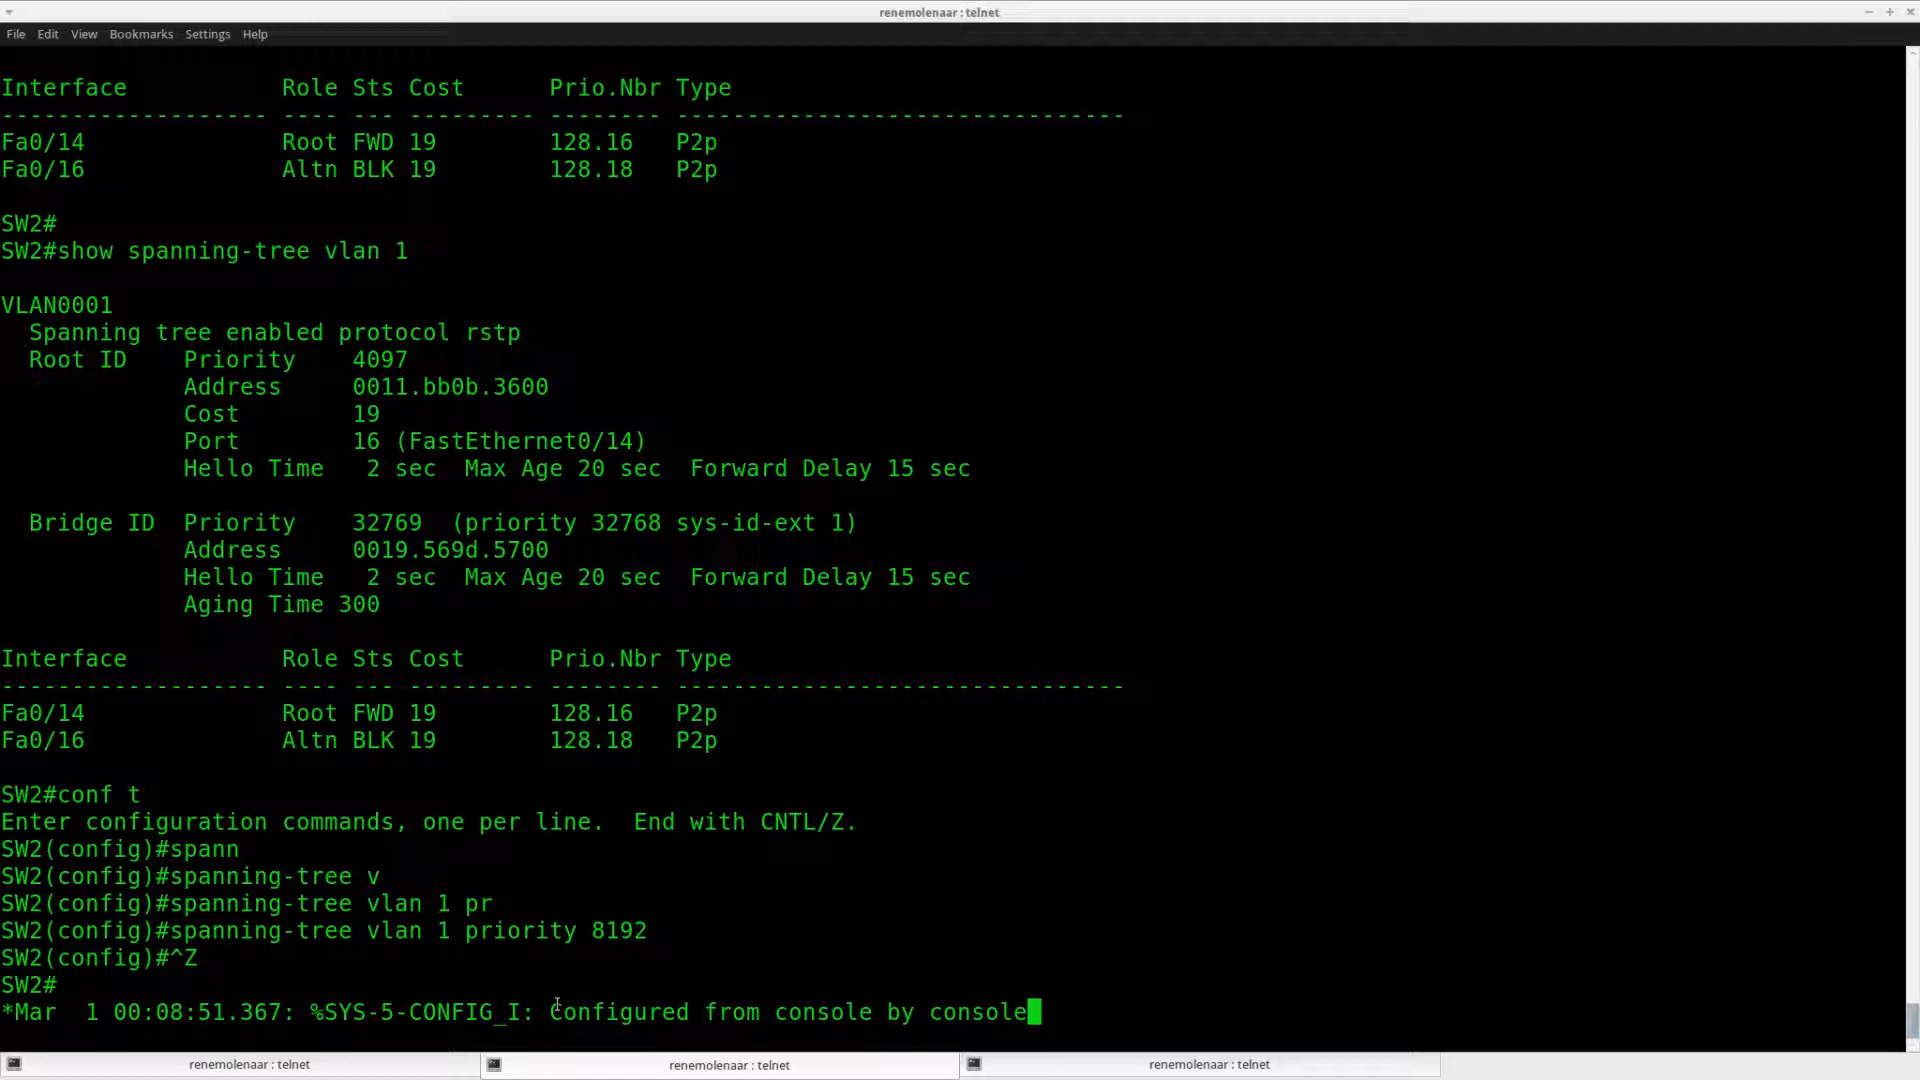 renemolenaar : telnet
File Edit View Bookmarks Settings Help
Interface           Role Sts Cost      Prio.Nbr Type
------------------- ---- --- --------- -------- --------------------------------
Fa0/14              Root FWD 19        128.16   P2p
Fa0/16              Altn BLK 19        128.18   P2p
SW2#
SW2#show spanning-tree vlan 1
VLAN0001
  Spanning tree enabled protocol rstp
  Root ID    Priority    4097
             Address     0011.bb0b.3600
             Cost        19
             Port        16 (FastEthernet0/14)
             Hello Time   2 sec  Max Age 20 sec  Forward Delay 15 sec
  Bridge ID  Priority    32769  (priority 32768 sys-id-ext 1)
             Address     0019.569d.5700
             Hello Time   2 sec  Max Age 20 sec  Forward Delay 15 sec
             Aging Time 300
Interface           Role Sts Cost      Prio.Nbr Type
------------------- ---- --- --------- -------- --------------------------------
Fa0/14              Root FWD 19        128.16   P2p
Fa0/16              Altn BLK 19        128.18   P2p
SW2#conf t
Enter configuration commands, one per line.  End with CNTL/Z.
SW2(config)#spann
SW2(config)#spanning-tree v
SW2(config)#spanning-tree vlan 1 pr
SW2(config)#spanning-tree vlan 1 priority 8192
SW2(config)#^Z
SW2#
*Mar  1 00:08:51.367: %SYS-5-CONFIG_I: Configured from console by console
renemolenaar : telnet
renemolenaar : telnet
renemolenaar : telnet